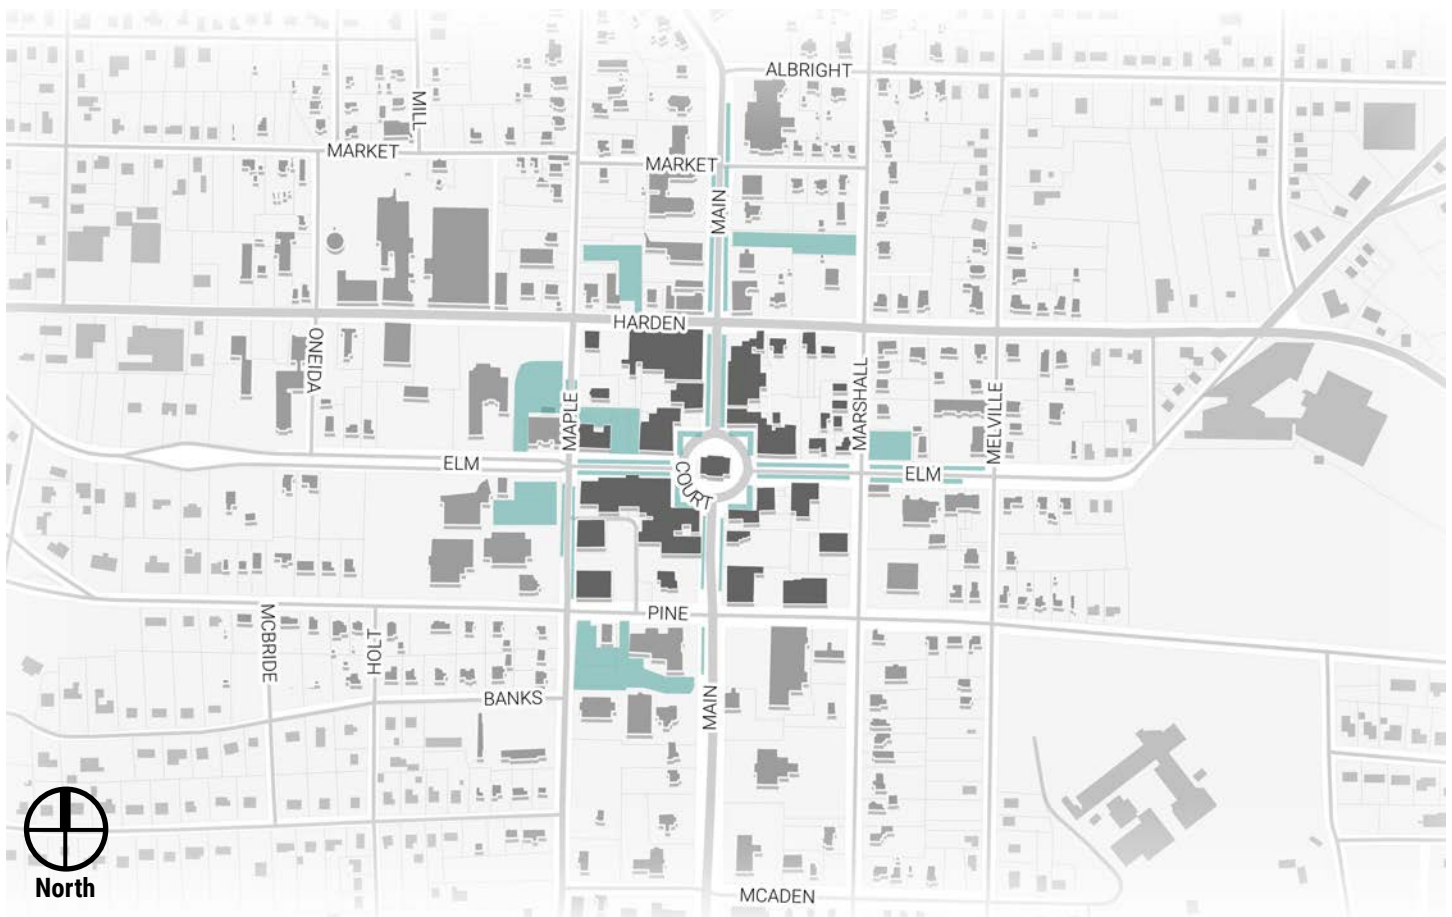 ALBRIGHT
MILL
MARKET
MARKET
MAIN
HARDEN
ONEIDA
MAPLE
MARSHALL
MELVILLE
ELM
COURT
ELM
MCBRIDE
HOLT
PINE
BANKS
MAIN
North
MCADEN